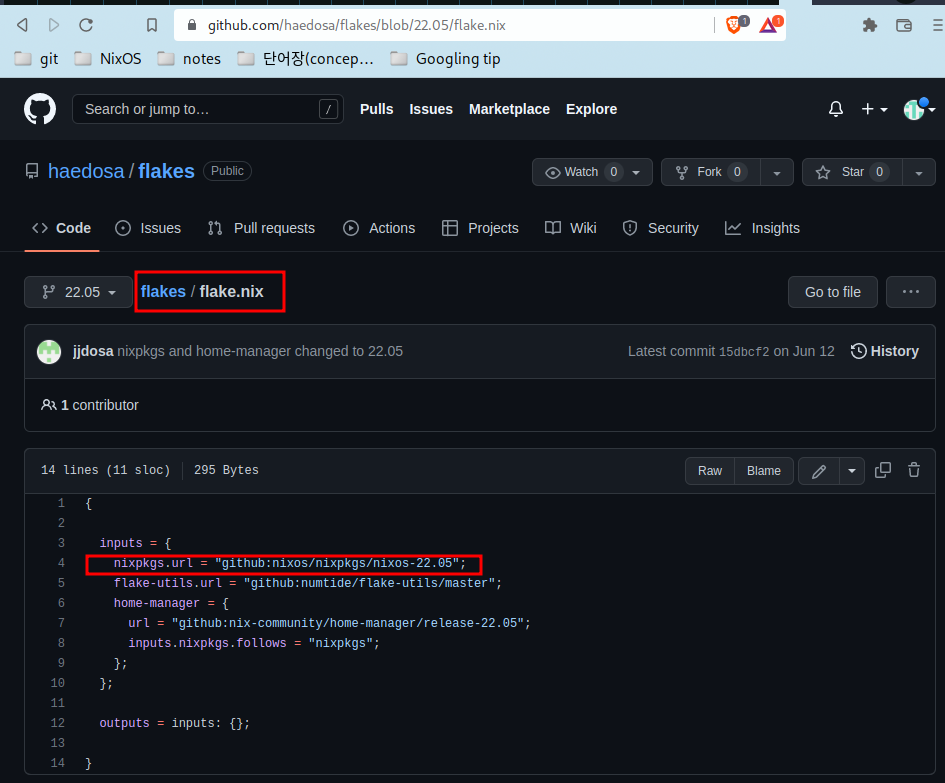 github.com/haedosa/flakes/blob/22.05/flake.nix 1 1
git NixOS notes 단어장(concep... Googling tip
Search or jump to... / Pulls Issues Marketplace Explore
haedosa / flakes Public Watch 0 Fork 0 Star 0
Code Issues Pull requests Actions Projects Wiki Security Insights
22.05 flakes / flake.nix Go to file ...
jjdosa nixpkgs and home-manager changed to 22.05 Latest commit 15dbcf2 on Jun 12 History
1 contributor
14 lines (11 sloc) 295 Bytes Raw Blame
1 {
2
3 inputs = {
4 nixpkgs.url = "github:nixos/nixpkgs/nixos-22.05";
5 flake-utils.url = "github:numtide/flake-utils/master";
6 home-manager = {
7 url = "github:nix-community/home-manager/release-22.05";
8 inputs.nixpkgs.follows = "nixpkgs";
9 };
10 };
11
12 outputs = inputs: {};
13
14 }